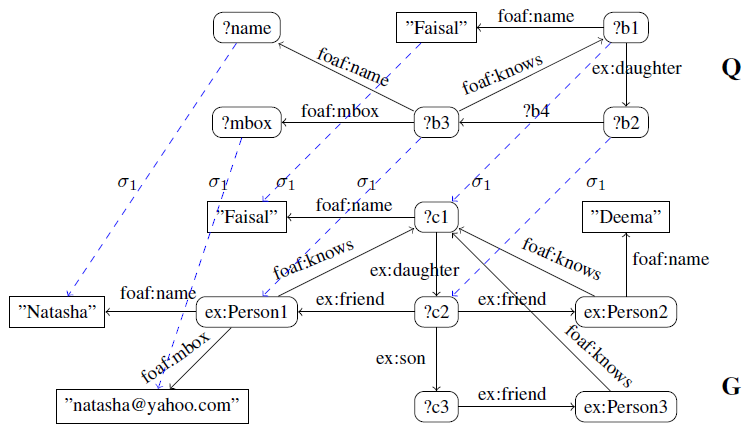 ?name
”Faisal”
foaf:name
?b1
foaf:name
foaf:knows
ex:daughter
Q
?mbox
foaf:mbox
?b3
?b4
?b2
σ1
σ1
σ1
σ1
σ1
σ1
”Faisal”
foaf:name
?c1
”Deema”
foaf:knows
ex:daughter
foaf:knows
foaf:name
”Natasha”
foaf:name
ex:Person1
ex:friend
?c2
ex:friend
ex:Person2
foaf:mbox
ex:son
foaf:knows
G
”natasha@yahoo.com”
?c3
ex:friend
ex:Person3